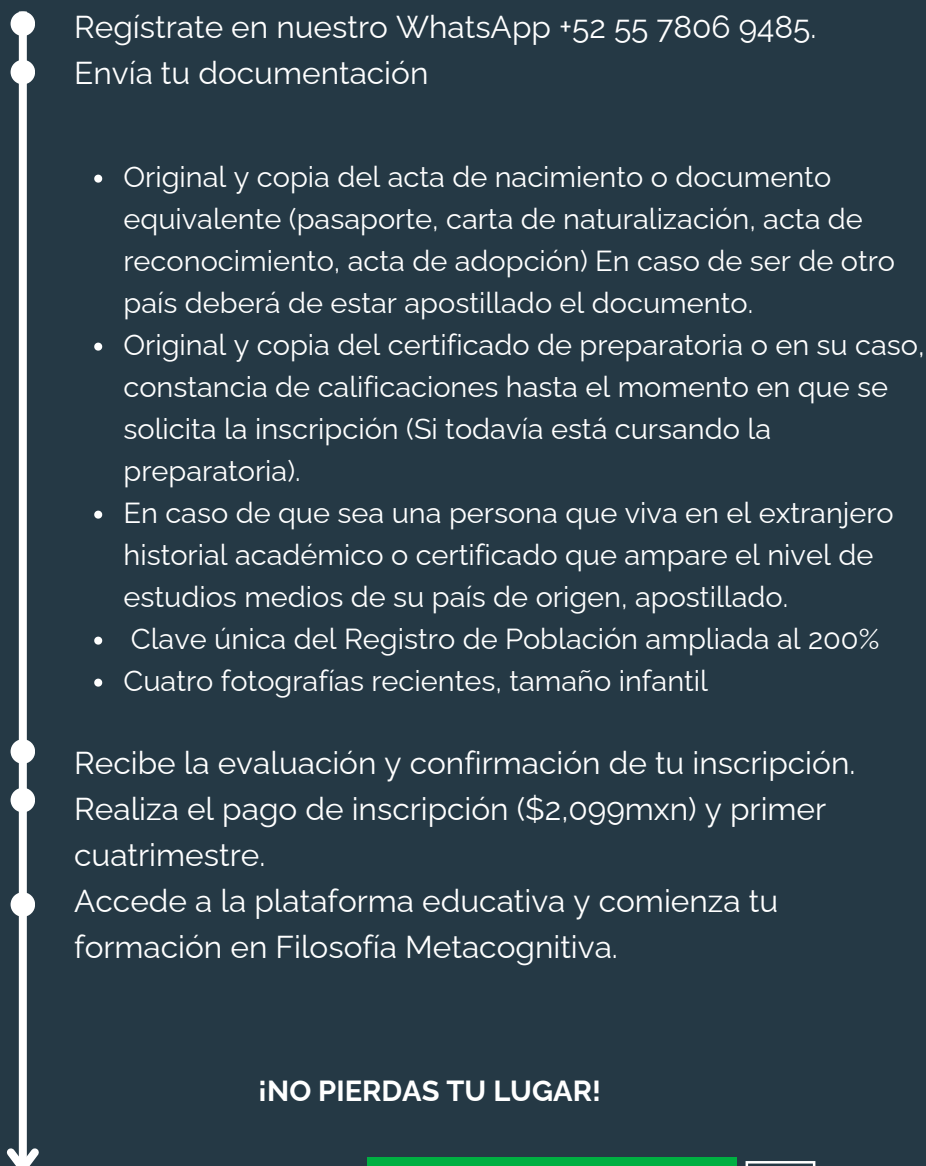 Regístrate en nuestro WhatsApp +52 55 7806 9485.
Envía tu documentación
• Original y copia del acta de nacimiento o documento
equivalente (pasaporte, carta de naturalización, acta de
reconocimiento, acta de adopción) En caso de ser de otro
país deberá de estar apostillado el documento.
• Original y copia del certificado de preparatoria o en su caso,
constancia de calificaciones hasta el momento en que se
solicita la inscripción (Si todavía está cursando la
preparatoria).
• En caso de que sea una persona que viva en el extranjero
historial académico o certificado que ampare el nivel de
estudios medios de su país de origen, apostillado.
• Clave única del Registro de Población ampliada al 200%
• Cuatro fotografías recientes, tamaño infantil
Recibe la evaluación y confirmación de tu inscripción.
Realiza el pago de inscripción ($2,099mxn) y primer
cuatrimestre.
Accede a la plataforma educativa y comienza tu
formación en Filosofía Metacognitiva.
¡NO PIERDAS TU LUGAR!